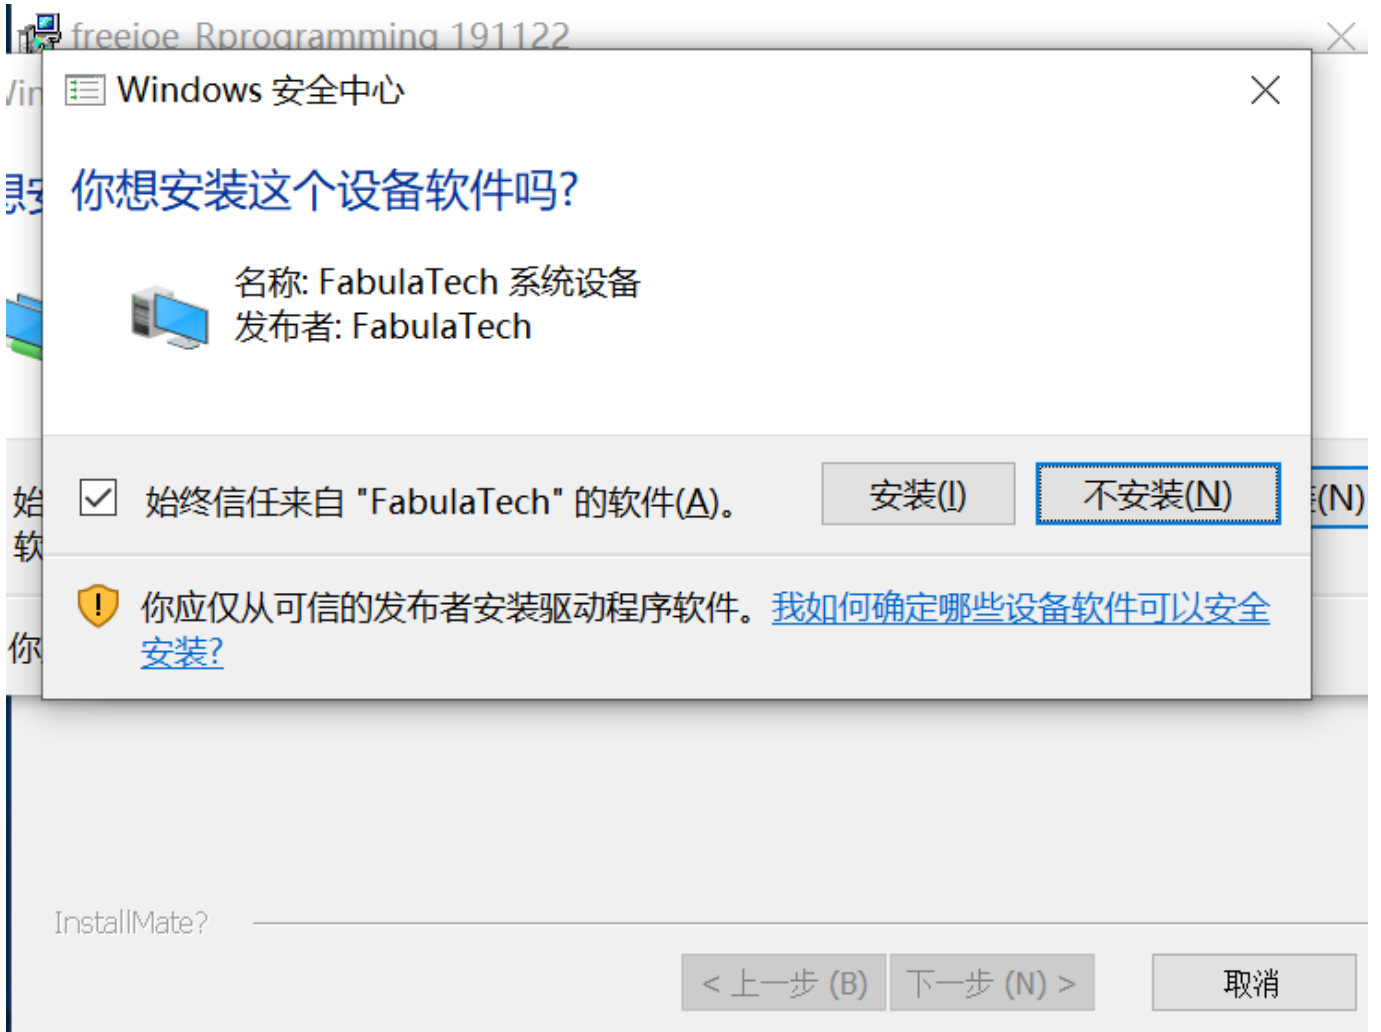 freeioe_Rprogramming 191122
Windows 安全中心
你想安装这个设备软件吗?
名称: FabulaTech 系统设备
发布者: FabulaTech
始终信任来自 "FabulaTech" 的软件(A)。
安装(I)
不安装(N)
(N)
始
软
你应仅从可信的发布者安装驱动程序软件。我如何确定哪些设备软件可以安全
安装?
你
InstallMate?
< 上一步 (B)
下一步 (N) >
取消